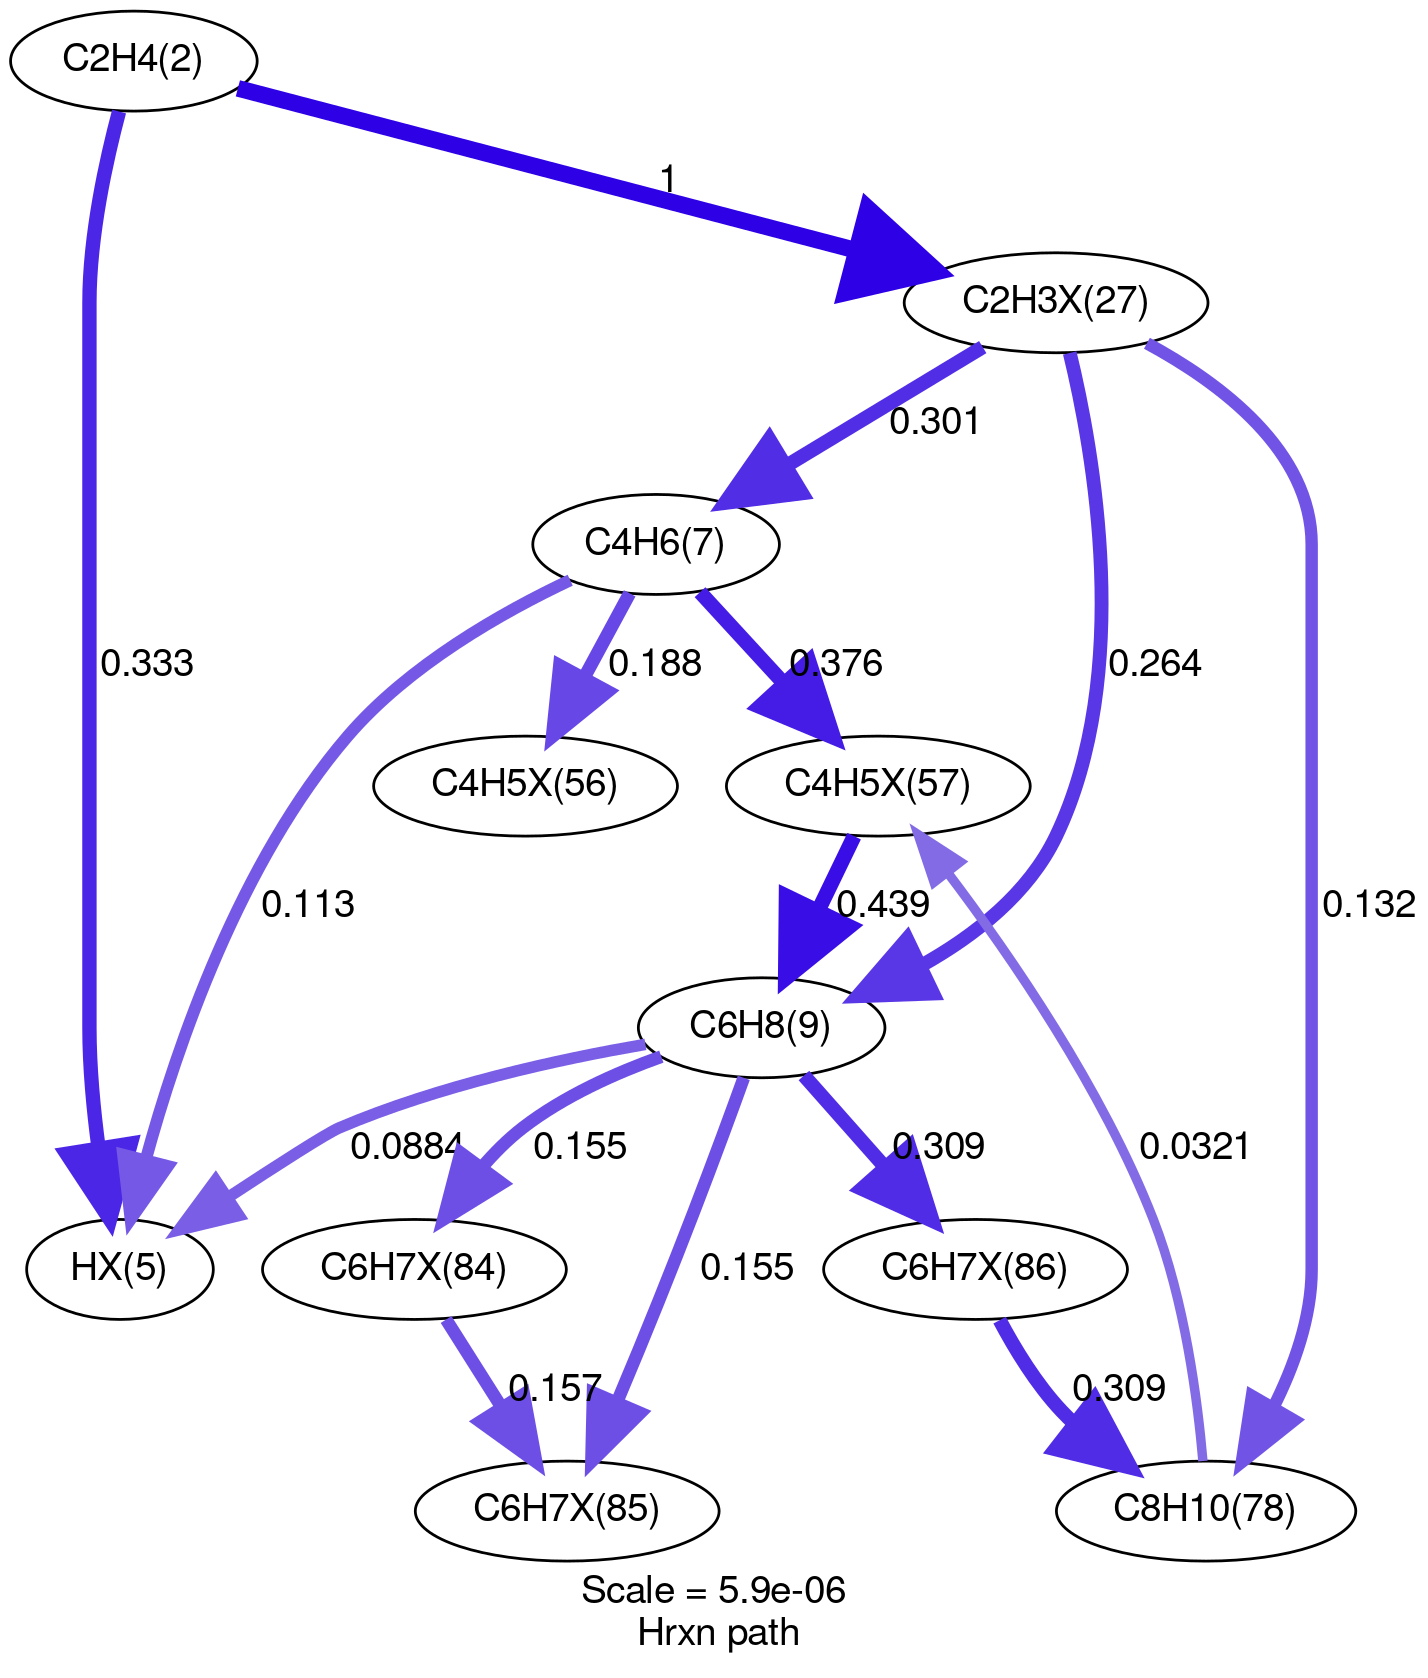 C2H4(2)
1
C2H3X(27)
0.301
C4H6(7)
0.333
0.188
0.376
0.264
C4H5X(56)
C4H5X(57)
0.113
0.439
0.132
C6H8(9)
0.0884
0.155
0.309
0.0321
HX(5)
C6H7X(84)
0.155
C6H7X(86)
0.157
0.309
C6H7X(85)
C8H10(78)
Scale = 5.9e-06
Hrxn path